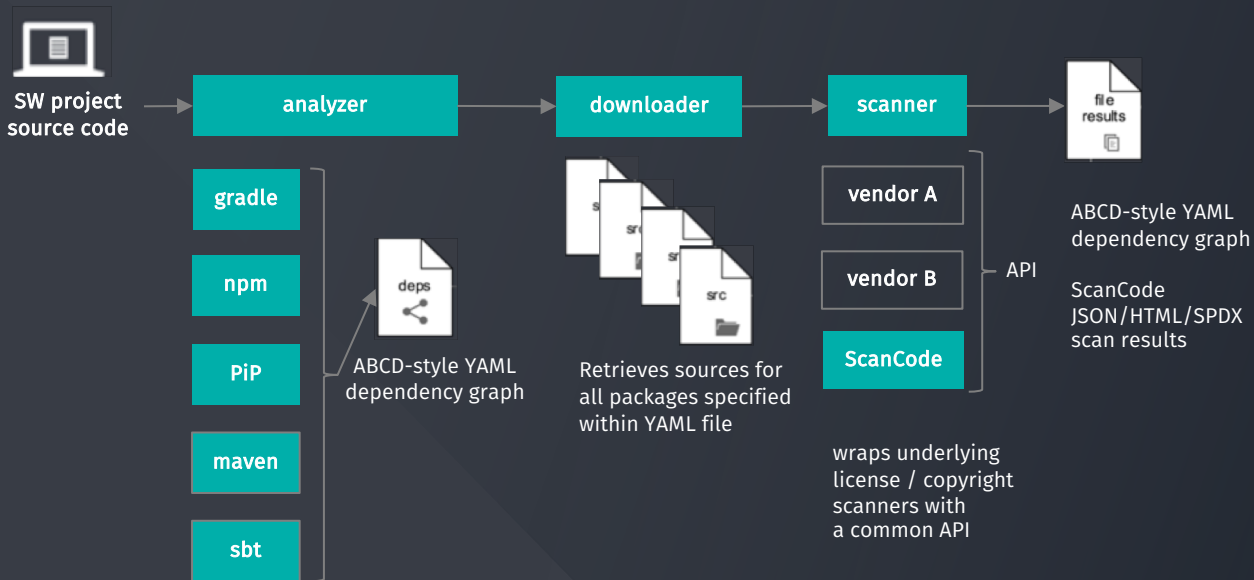 SW project
source code
analyzer
downloader
scanner
file
results
gradle
npm
PiP
maven
sbt
deps
ABCD-style YAML
dependency graph
src
Retrieves sources for
all packages specified
within YAML file
vendor A
vendor B
ScanCode
API
wraps underlying
license / copyright
scanners with
a common API
ABCD-style YAML
dependency graph
ScanCode
JSON/HTML/SPDX
scan results